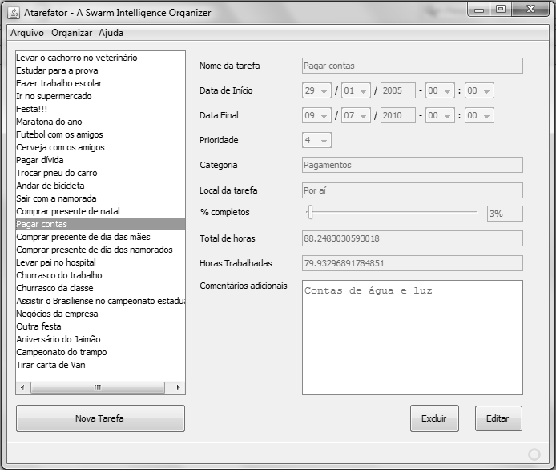 Atarefator - A Swarm Intelligence Organizer
Arquivo Organizar Ajuda
Levar o cachorro no veterinário
Estudar para a prova
Fazer trabalho escolar
Ir no supermercado
Festa!!!
Maratona do ano
Futebol com os amigos
Cerveja com os amigos
Pagar dívida
Trocar pneu do carro
Andar de bicicleta
Sair com a namorada
Comprar presente de natal
Pagar contas
Comprar presente de dia das mães
Comprar presente de dia dos namorados
Levar pai no hospital
Churrasco do trabalho
Churrasco da classe
Assistir o Brasiliense no campeonato estadua
Negócios da empresa
Outra festa
Aniversário do Jaimão
Campeonato do trampo
Tirar carta de Van
Nova Tarefa
Nome da tarefa Pagar contas
Data de Início 29 / 01 / 2005 - 00 : 00
Data Final 09 / 07 / 2010 - 00 : 00
Prioridade 4
Categoria Pagamentos
Local da tarefa Por aí
% completos 3%
Total de horas 88.2483030593018
Horas Trabalhadas 79.93296891784851
Comentários adicionais Contas de água e luz
Excluir Editar